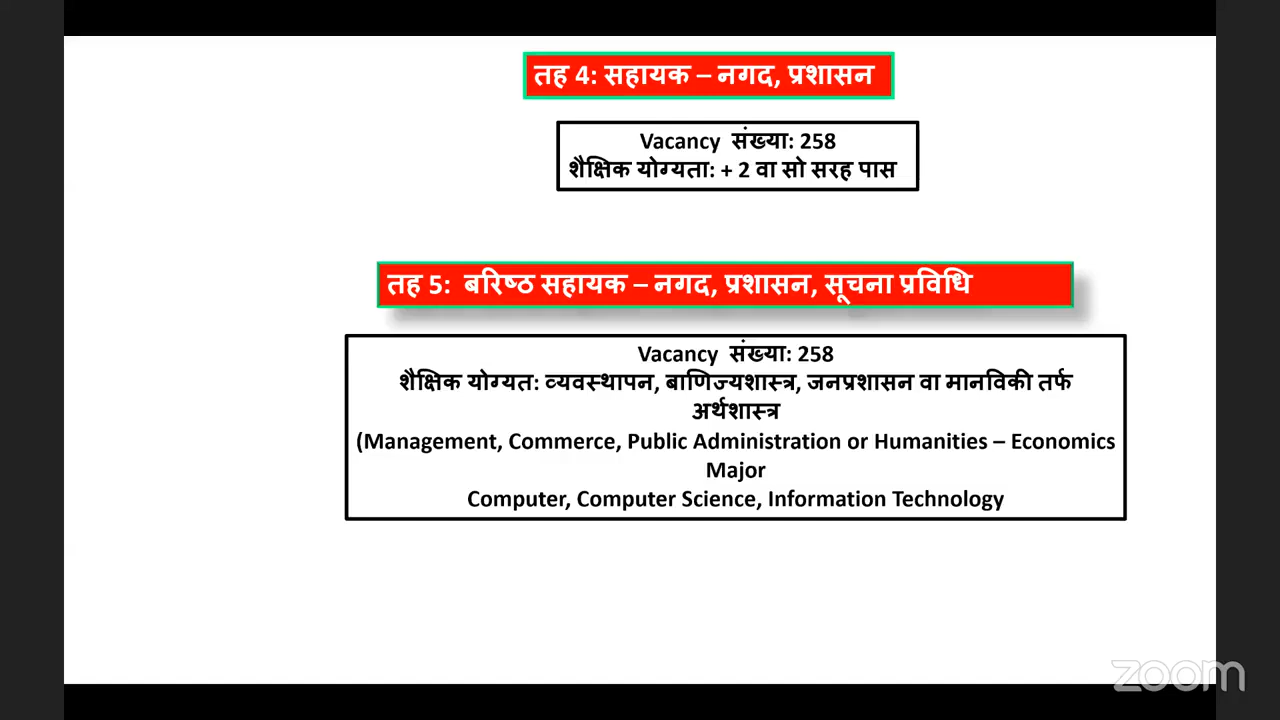 तह 4: सहायक – नगद, प्रशासन
Vacancy संख्या: 258
शैक्षिक योग्यता: + 2 वा सो सरह पास
तह 5: बरिष्ठ सहायक – नगद, प्रशासन, सूचना प्रविधि
Vacancy संख्या: 258
शैक्षिक योग्यत: व्यवस्थापन, बाणिज्यशास्त्र, जनप्रशासन वा मानविकी तर्फ
अर्थशास्त्र
(Management, Commerce, Public Administration or Humanities – Economics
Major
Computer, Computer Science, Information Technology
zoom